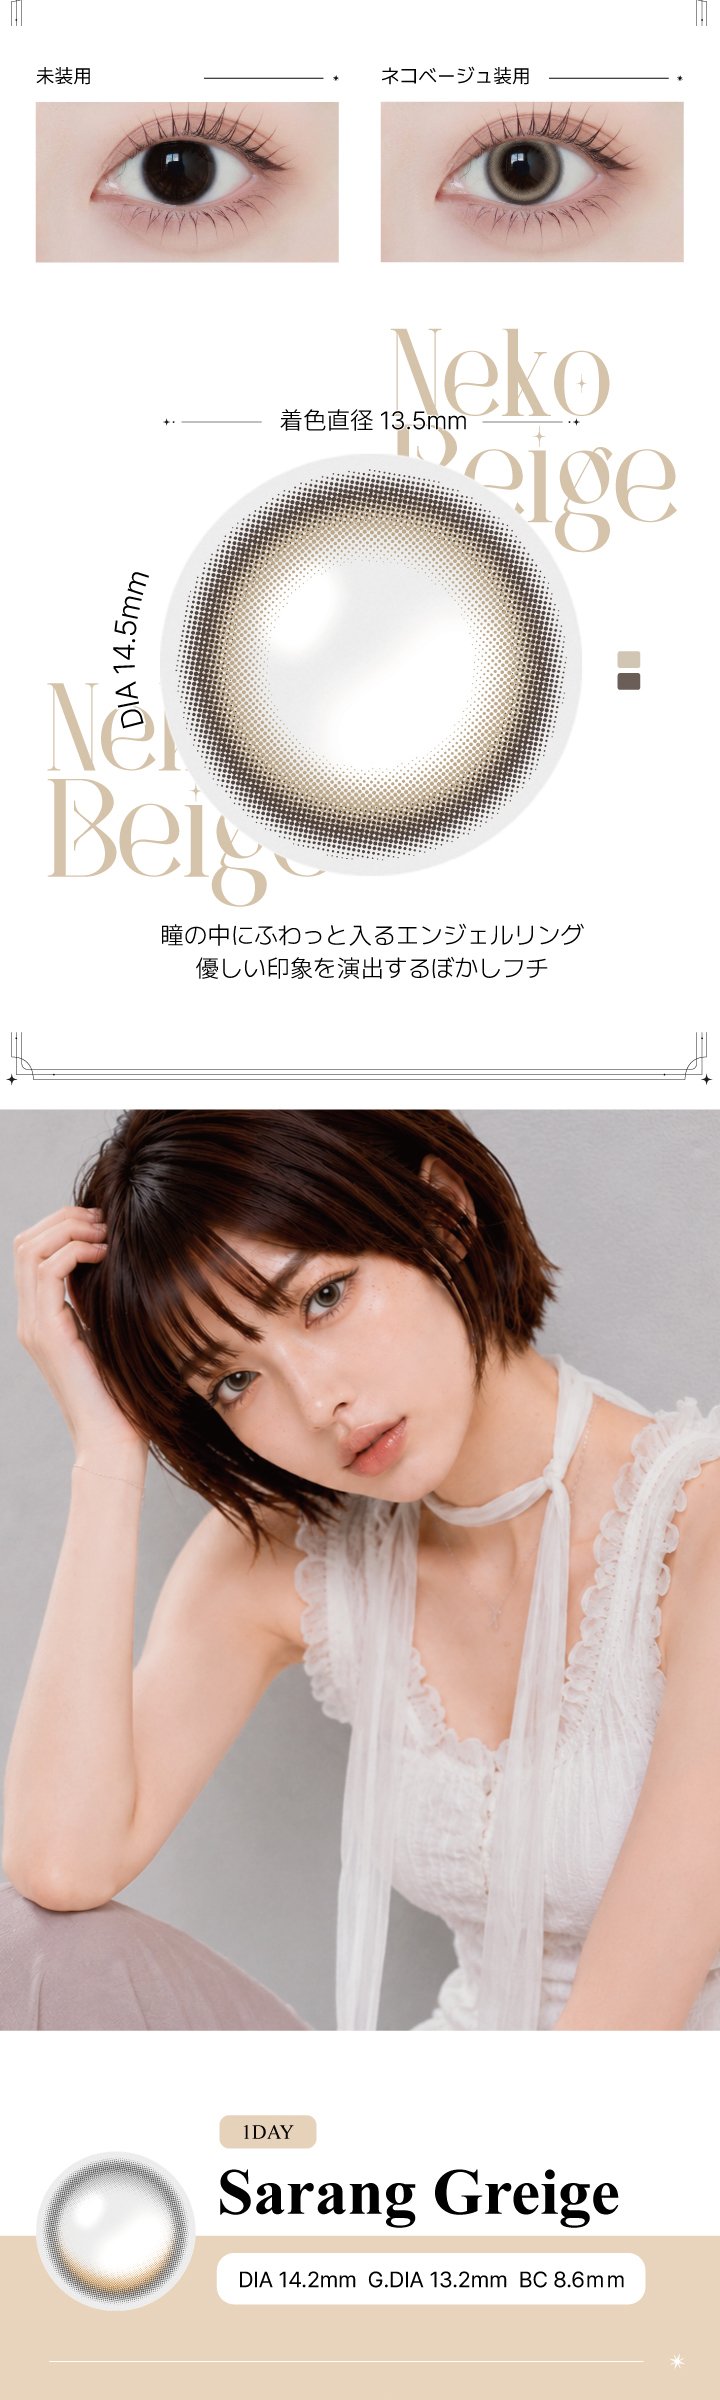 未装用
ネコベージュ装用
Neko
着色直径 13.5mm
Beige
DIA 14.5mm
Neko
Beige
瞳の中にふわっと入るエンジェルリング
優しい印象を演出するぼかしフチ
1DAY
Sarang Greige
DIA 14.2mm G.DIA 13.2mm BC 8.6mm